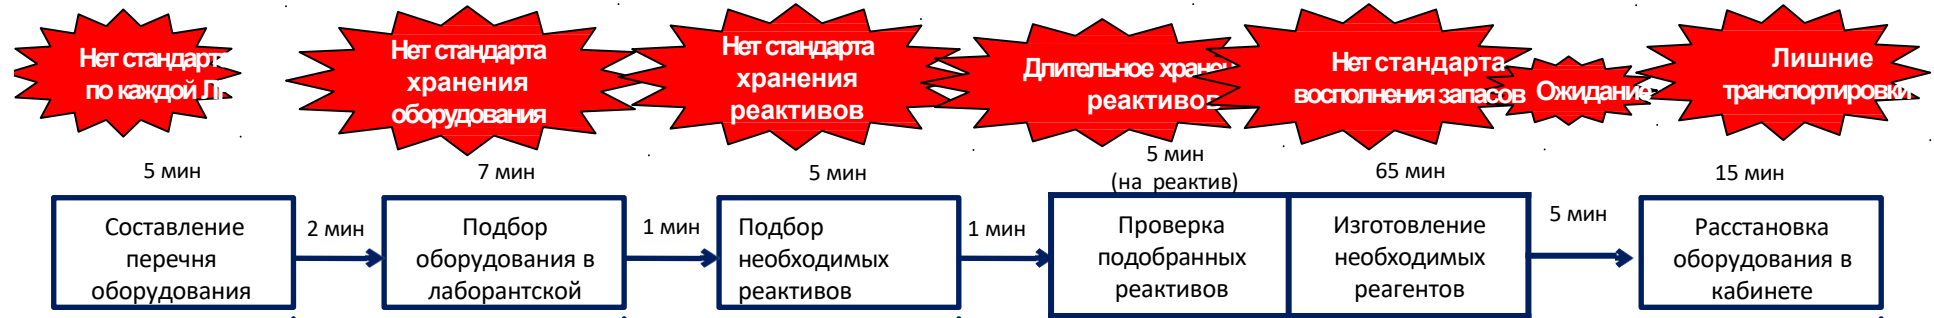 Нет стандарт
по каждой
Нет стандарта
хранения
оборудования
Нет стандарта
хранения
реактивов
Длительное
реактивов
Нет стандарта
восполнения запасов
Ожидание
Лишние
транспортировки
5 мин
7 мин
5 мин
5 мин
(на реактив)
65 мин
15 мин
Составление
перечня
оборудования
2 мин
Подбор
оборудования в
лаборантской
1 мин
Подбор
необходимых
реактивов
1 мин
Проверка
подобранных
реактивов
Изготовление
необходимых
реагентов
5 мин
Расстановка
оборудования в
кабинете